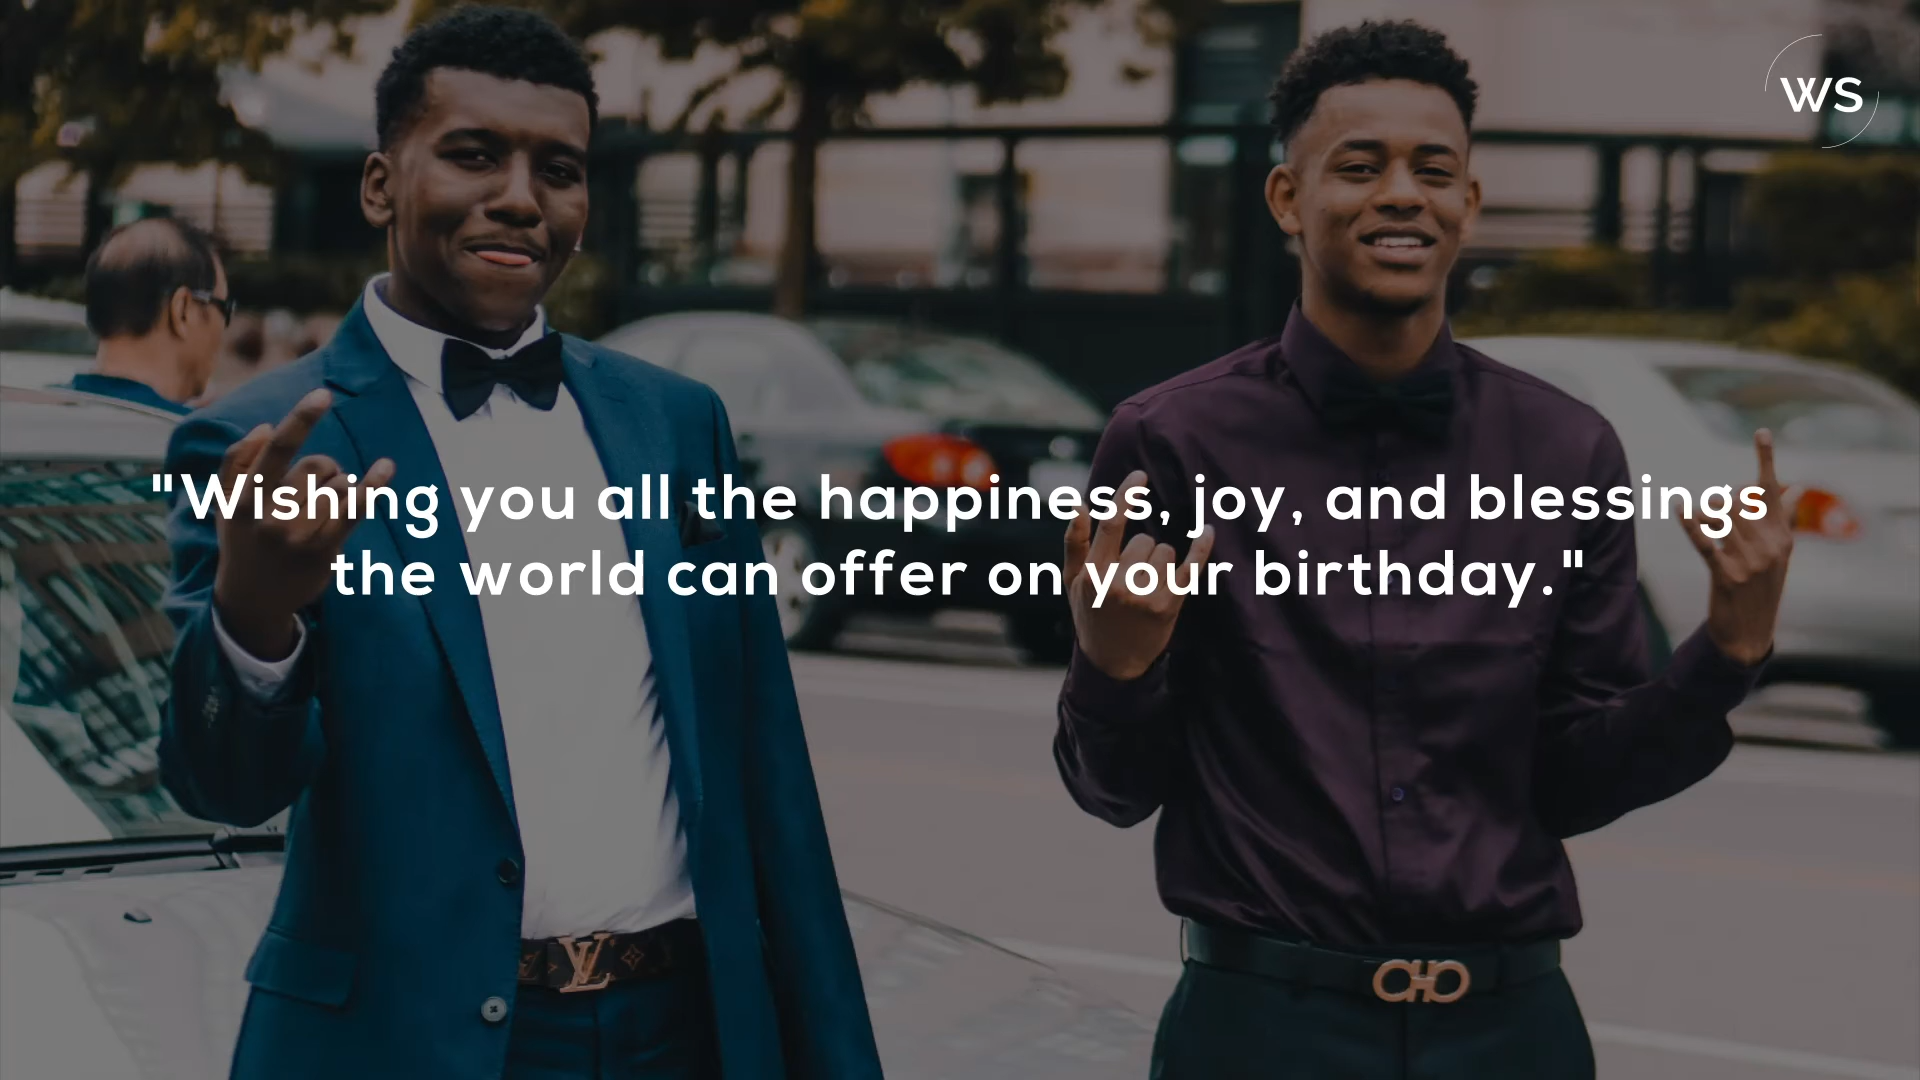 WS
"Wishing you all the happiness, joy, and blessings
the world can offer on your birthday."
LV